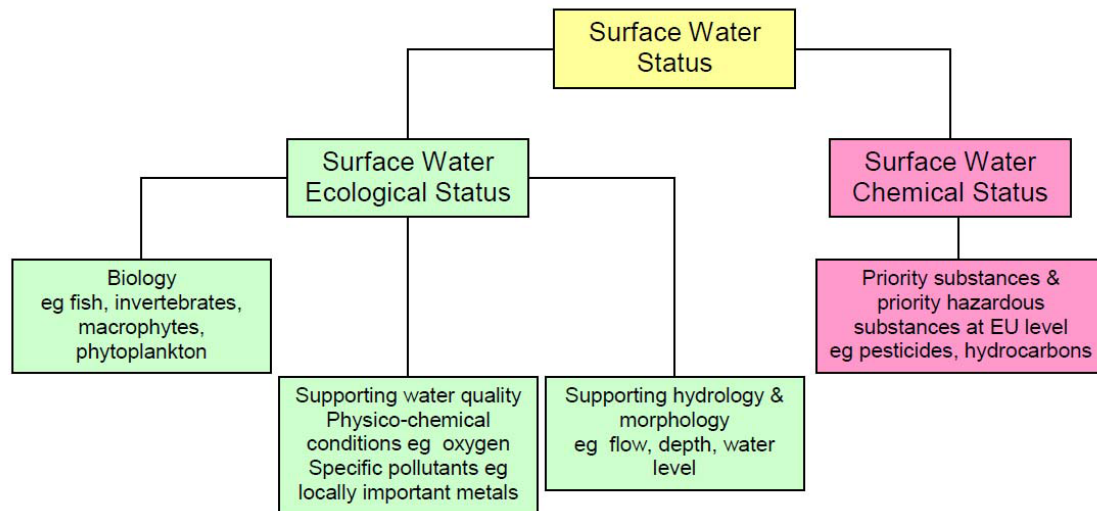 Surface Water
Status
Surface Water
Ecological Status
Surface Water
Chemical Status
Biology
eg fish, invertebrates,
macrophytes,
phytoplankton
Priority substances &
priority hazardous
substances at EU level
eg pesticides, hydrocarbons
Supporting water quality
Physico-chemical
conditions eg oxygen
Specific pollutants eg
locally important metals
Supporting hydrology &
morphology
eg flow, depth, water
level